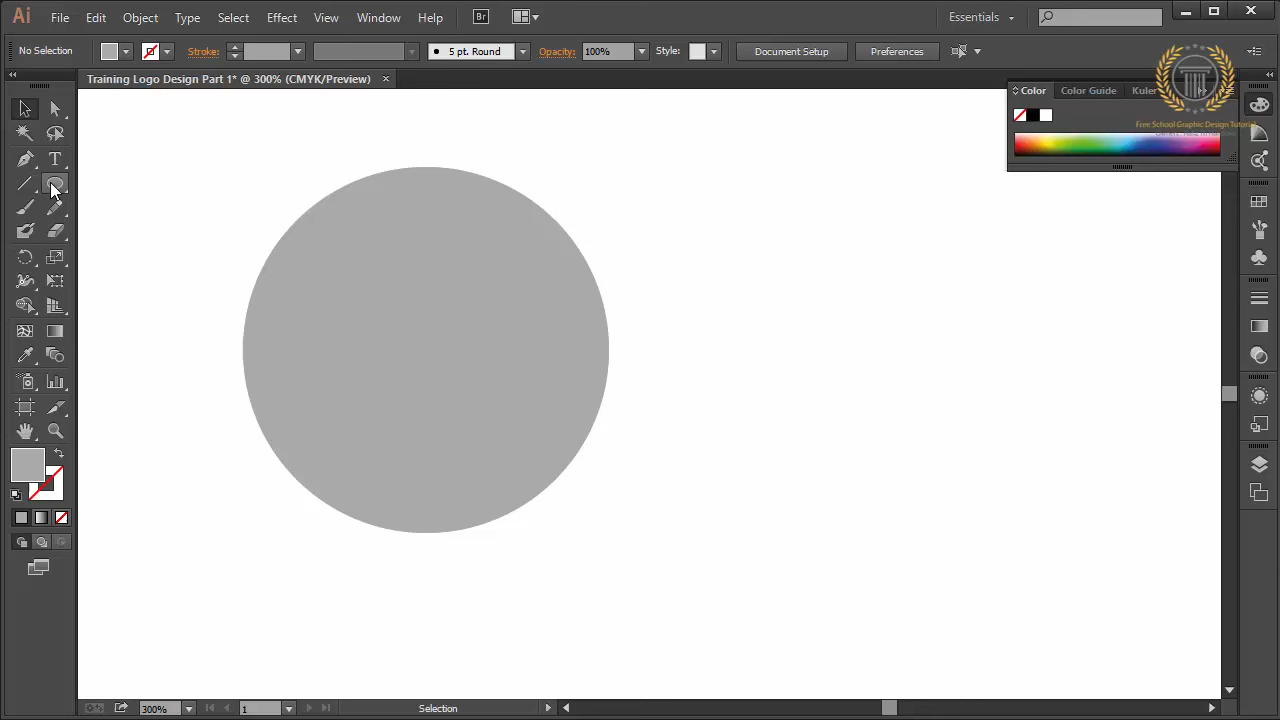 Ai File Edit Object Type Select Effect View Window Help Br Essentials
No Selection Stroke: 5 pt. Round Opacity: 100% Style: Document Setup Preferences
Training Logo Design Part 1* @ 300% (CMYK/Preview) ×
Color Color Guide Kuler
Free School Graphic Design Tutorial
T
300% 1 Selection